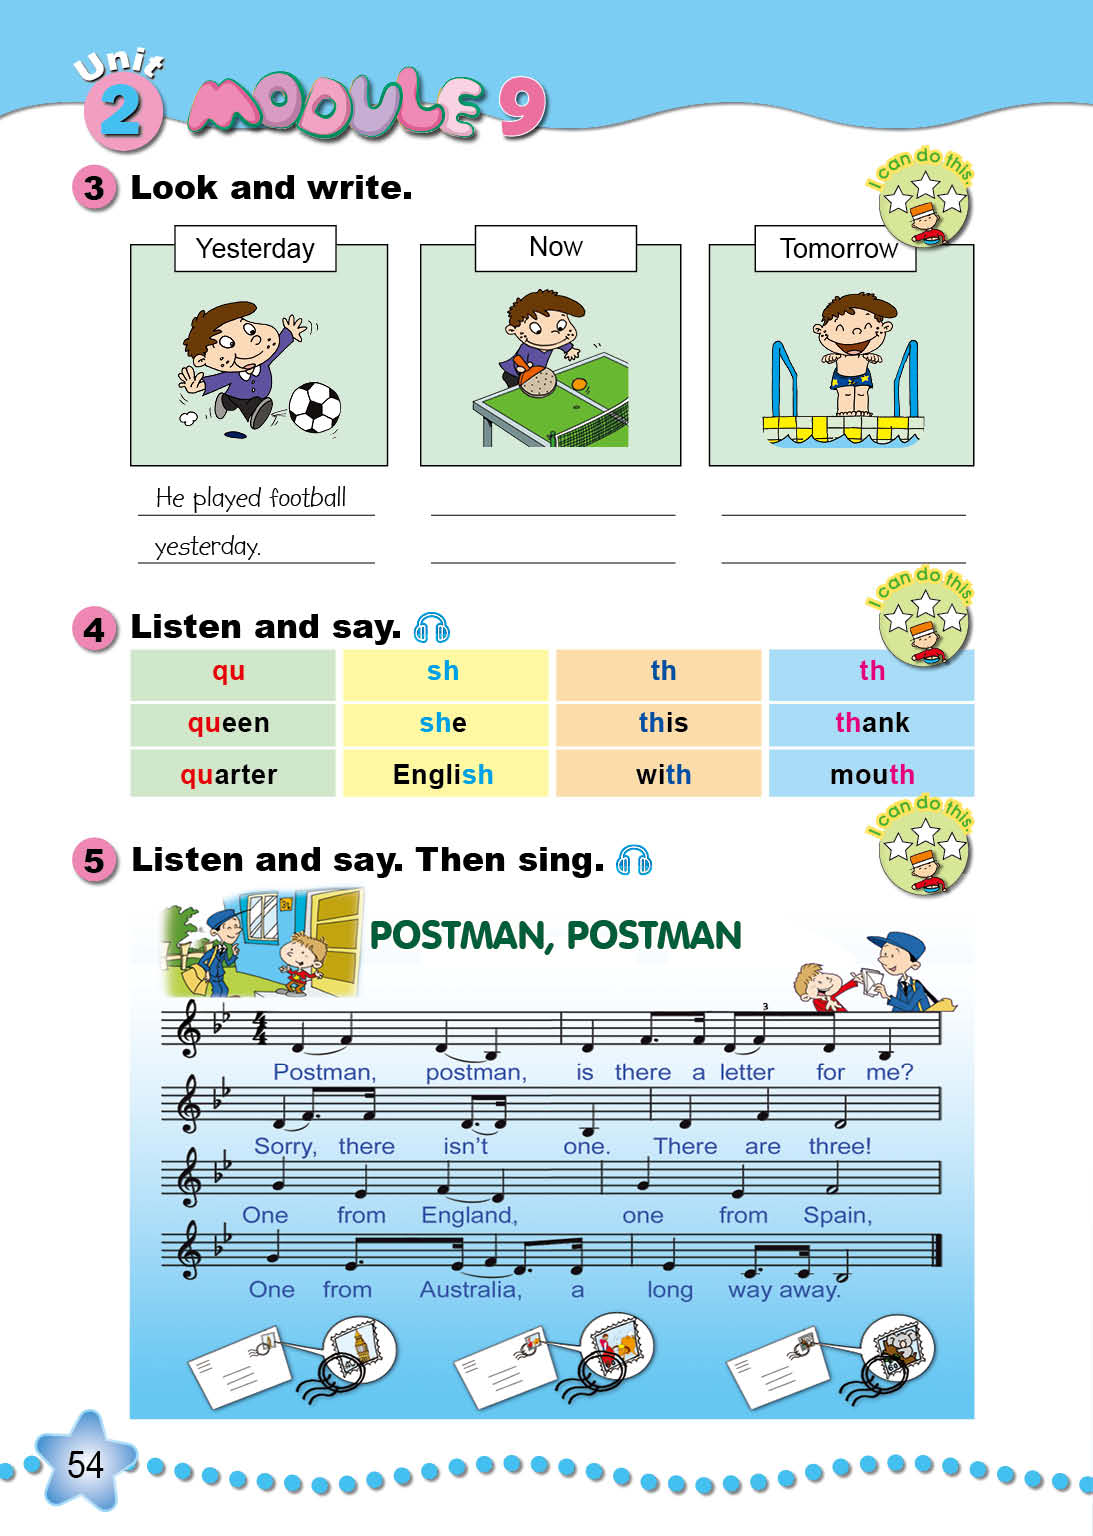 Unit
2 MODULE 9
3 Look and write.
I can do this.
Yesterday
Now
Tomorrow
He played football
yesterday.
4 Listen and say.
I can do this.
qu sh th th
queen she this thank
quarter English with mouth
5 Listen and say. Then sing.
I can do this.
POSTMAN, POSTMAN
4
4
3
Postman, postman, is there a letter for me?
Sorry, there isn't one. There are three!
One from England, one from Spain,
One from Australia, a long way away.
54